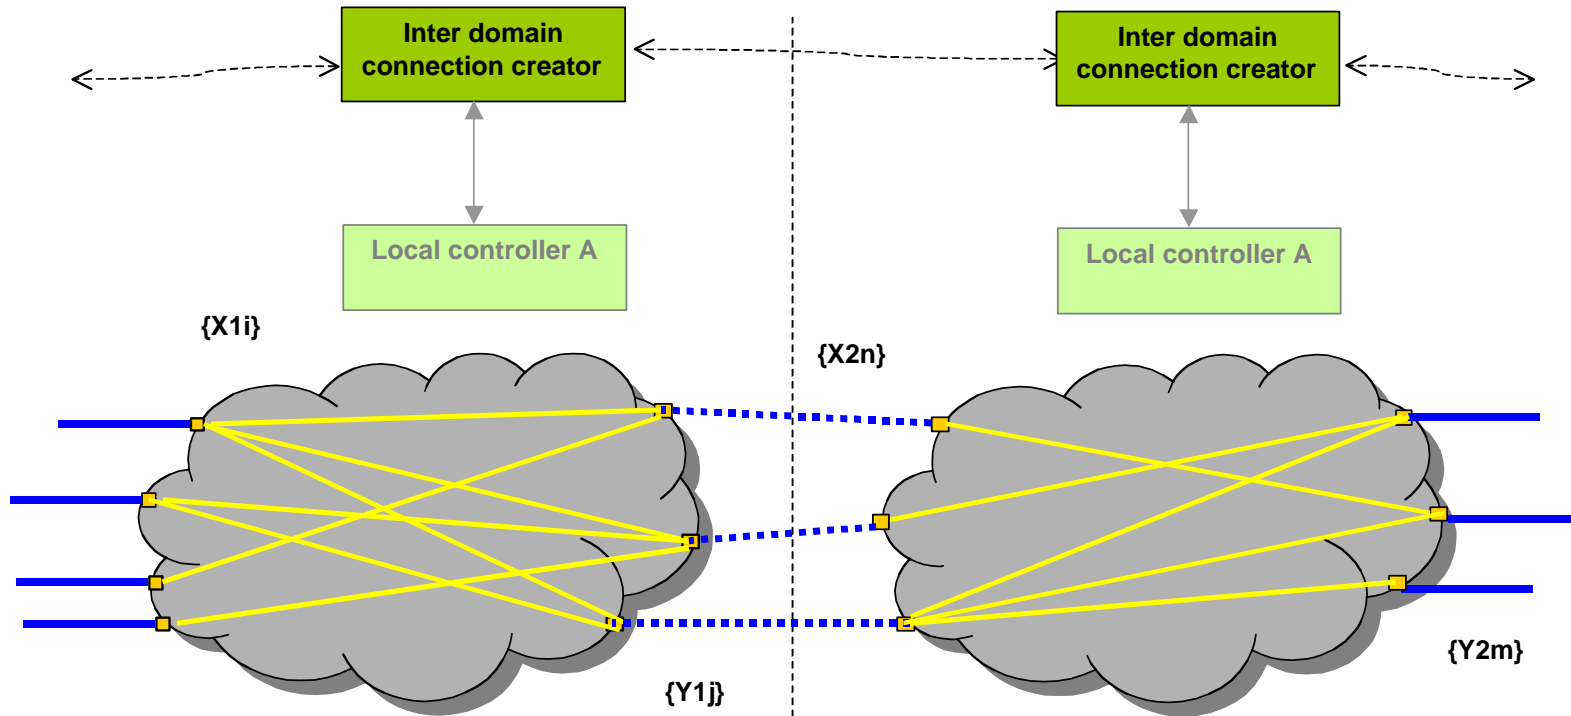 Inter domain
connection creator
Inter domain
connection creator
Local controller A
Local controller A
{X1i}
{X2n}
{Y1j}
{Y2m}